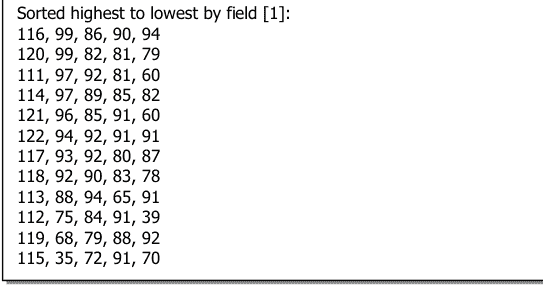 Sorted highest to lowest by field [1]:
116, 99, 86, 90, 94
120, 99, 82, 81, 79
111, 97, 92, 81, 60
114, 97, 89, 85, 82
121, 96, 85, 91, 60
122, 94, 92, 91, 91
117, 93, 92, 80, 87
118, 92, 90, 83, 78
113, 88, 94, 65, 91
112, 75, 84, 91, 39
119, 68, 79, 88, 92
115, 35, 72, 91, 70